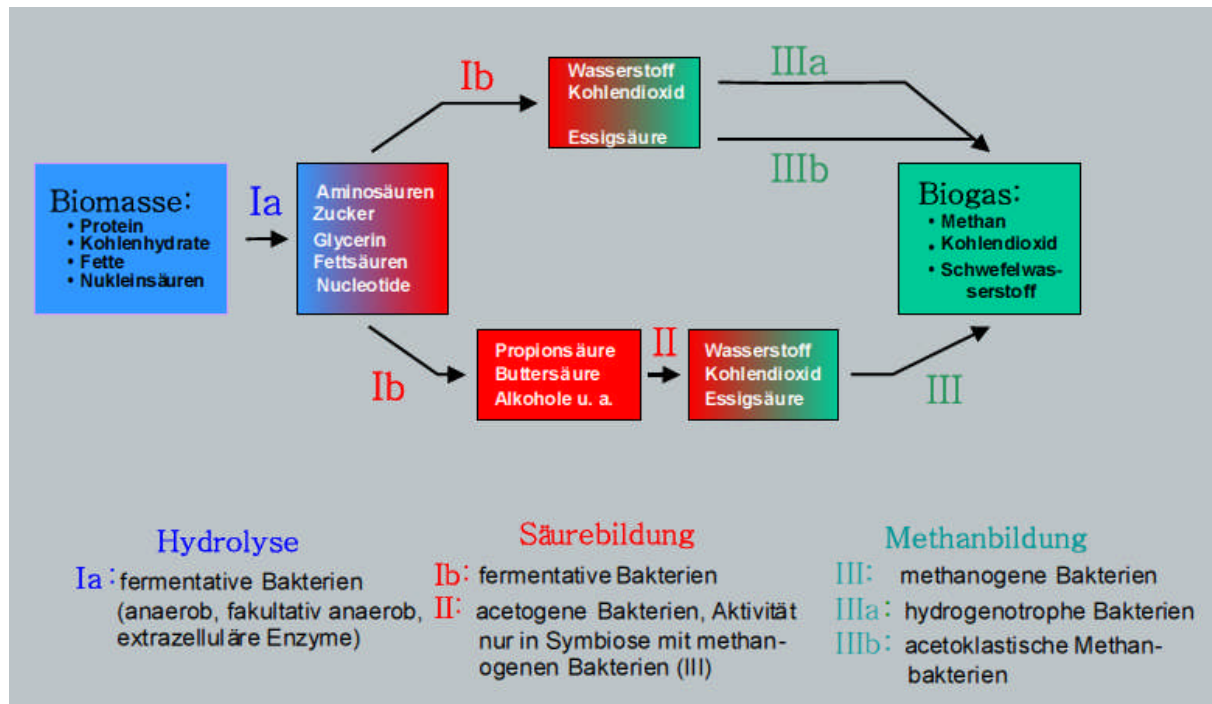 Ib
Wasserstoff
Kohlendioxid
Essigsäure
IIIa
IIIb
Biomasse:
• Protein
• Kohlenhydrate
• Fette
• Nukleinsäuren
Ia
Aminosäuren
Zucker
Glycerin
Fettsäuren
Nucleotide
Biogas:
• Methan
• Kohlendioxid
• Schwefelwas-
serstoff
Ib
Propionsäure
Buttersäure
Alkohole u. a.
II
Wasserstoff
Kohlendioxid
Essigsäure
III
Hydrolyse
Ia: fermentative Bakterien
(anaerob, fakultativ anaerob,
extrazelluläre Enzyme)
Säurebildung
Ib: fermentative Bakterien
II: acetogene Bakterien, Aktivität
nur in Symbiose mit methan-
ogenen Bakterien (III)
Methanbildung
III: methanogene Bakterien
IIIa: hydrogenotrophe Bakterien
IIIb: acetoklastische Methan-
bakterien